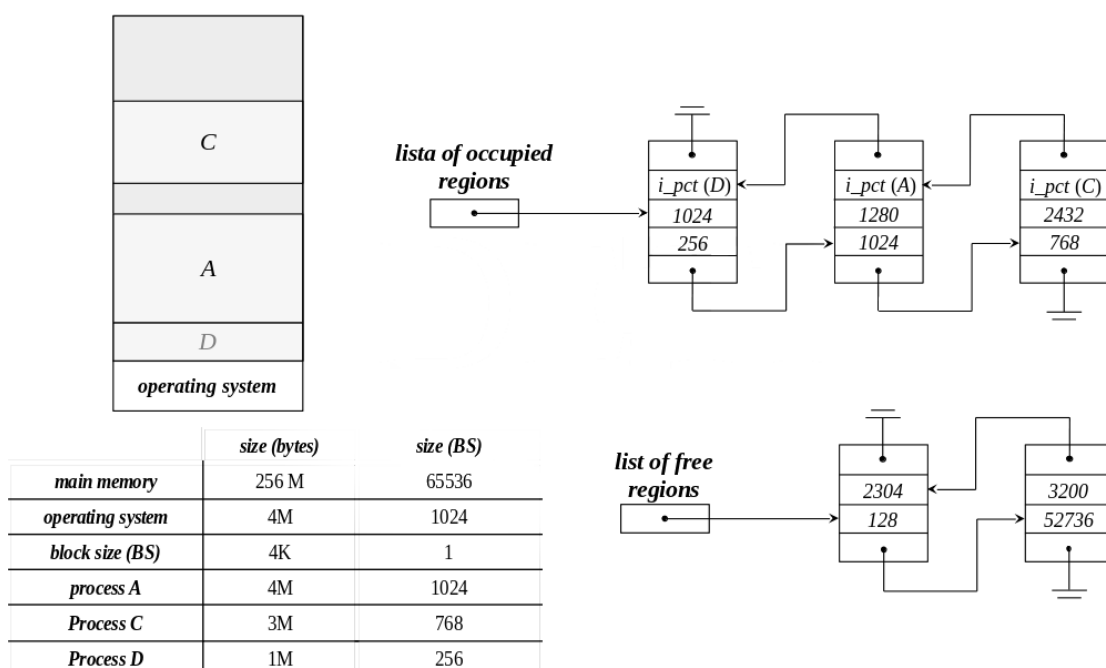 C
A
D
operating system
lista of occupied
regions
i_pct (D)
1024
256
i_pct (A)
1280
1024
i_pct (C)
2432
768
list of free
regions
2304
128
3200
52736
size (bytes) size (BS)
main memory 256 M 65536
operating system 4M 1024
block size (BS) 4K 1
process A 4M 1024
Process C 3M 768
Process D 1M 256